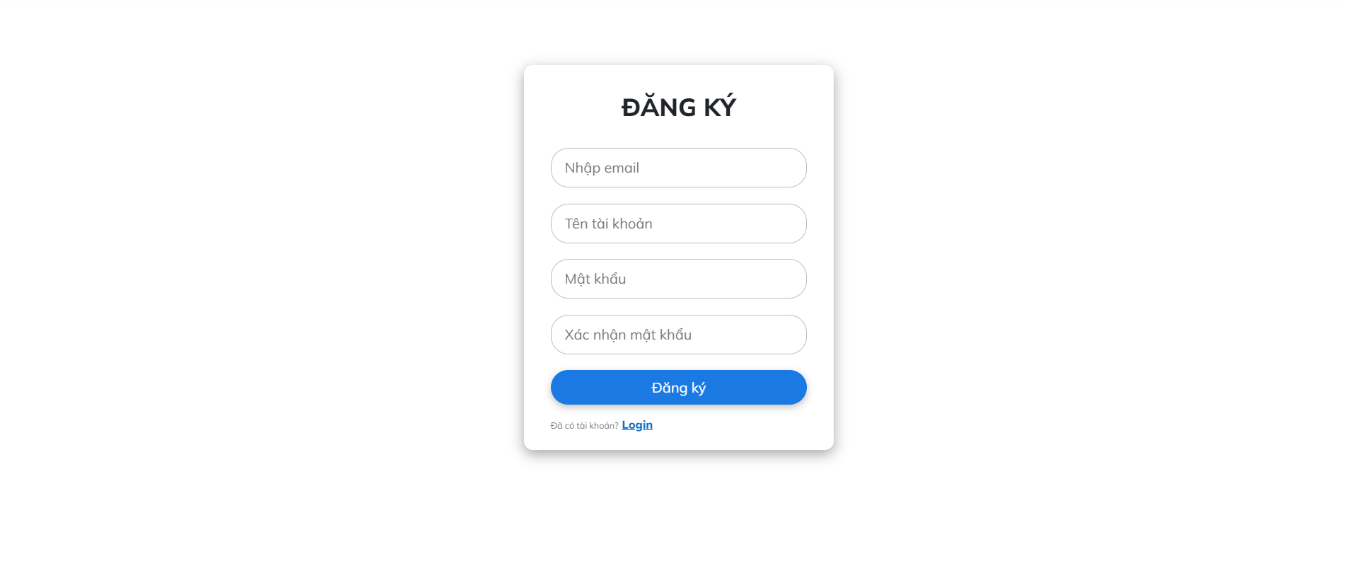 ĐĂNG KÝ
Nhập email
Tên tài khoản
Mật khẩu
Xác nhận mật khẩu
Đăng ký
Đã có tài khoản? Login